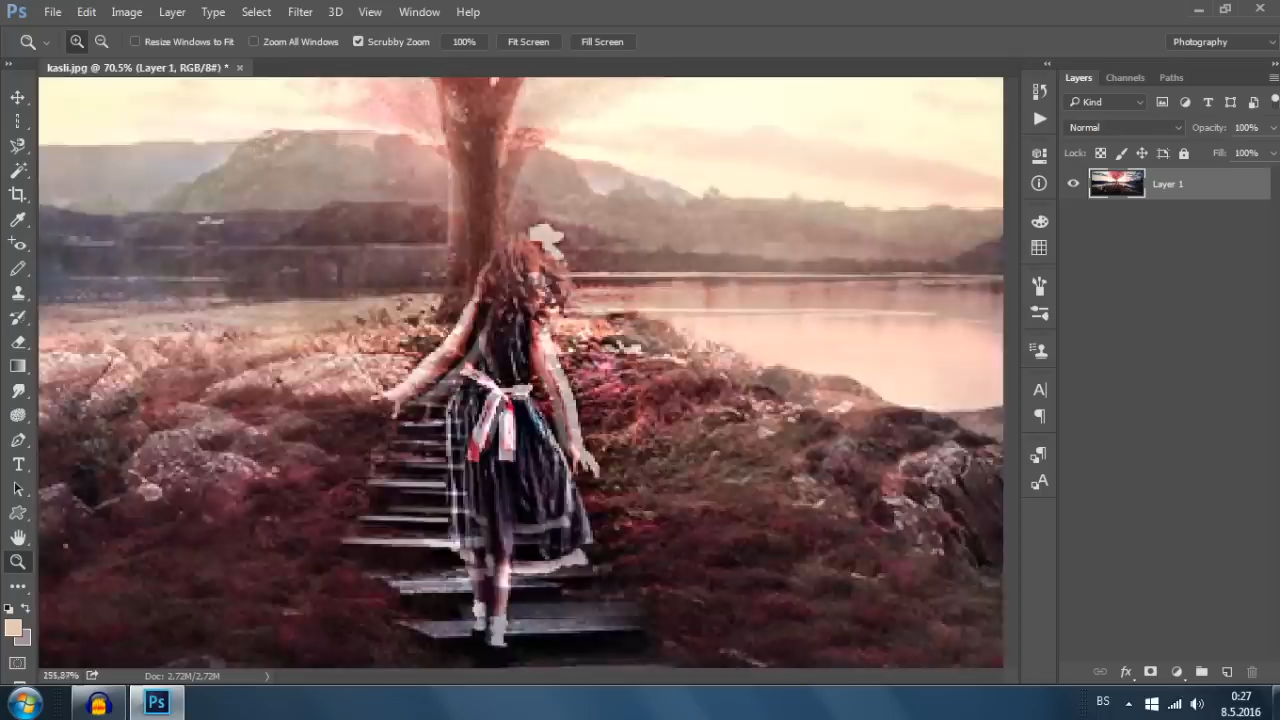 Ps File Edit Image Layer Type Select Filter 3D View Window Help
Resize Windows to Fit Zoom All Windows Scrubby Zoom 100% Fit Screen Fill Screen Photography
kasli.jpg @ 70.5% (Layer 1, RGB/8#) * ×
Layers Channels Paths
Kind
Normal Opacity: 100%
Lock: Fill: 100%
Layer 1
Doc: 2.72M/2.72M
Ps BS 0:27
8.5.2016